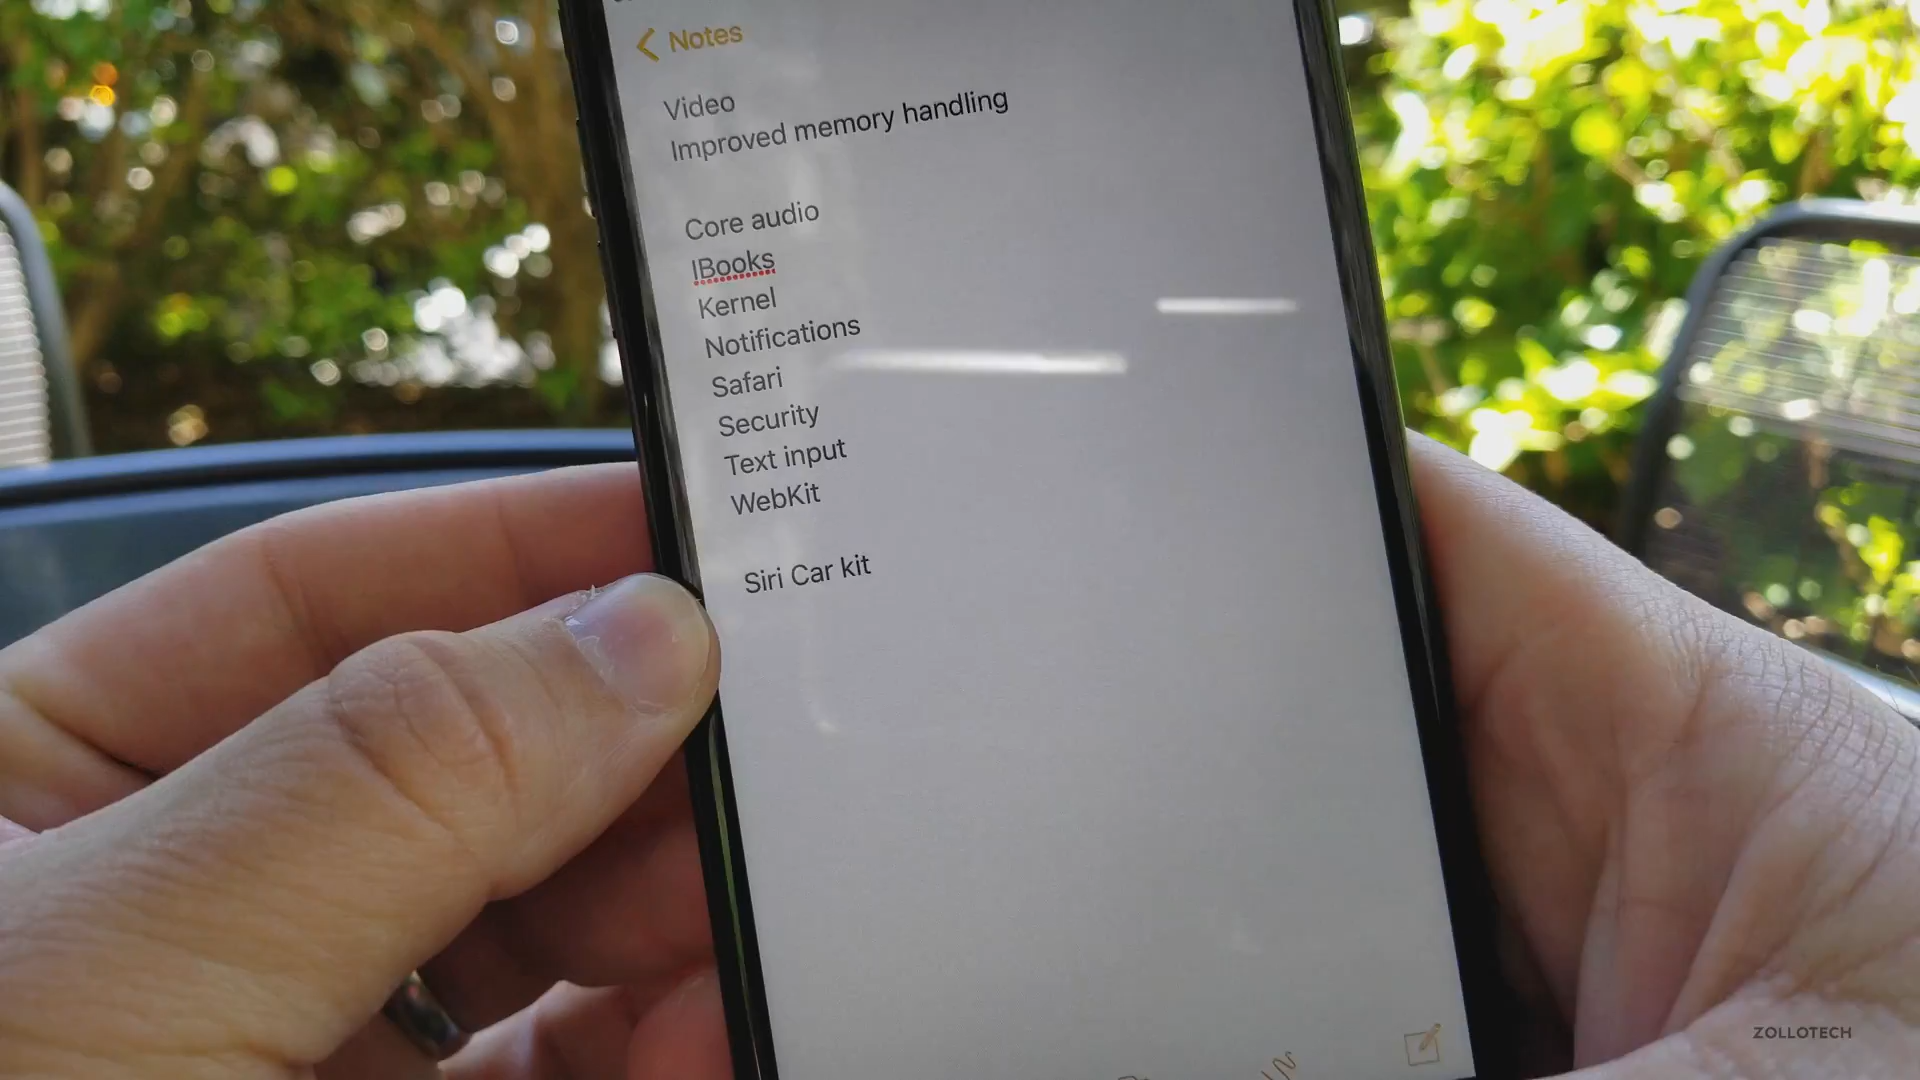 Notes
Video
Improved memory handling
Core audio
IBooks
Kernel
Notifications
Safari
Security
Text input
WebKit
Siri Car kit
ZOLLOTECH